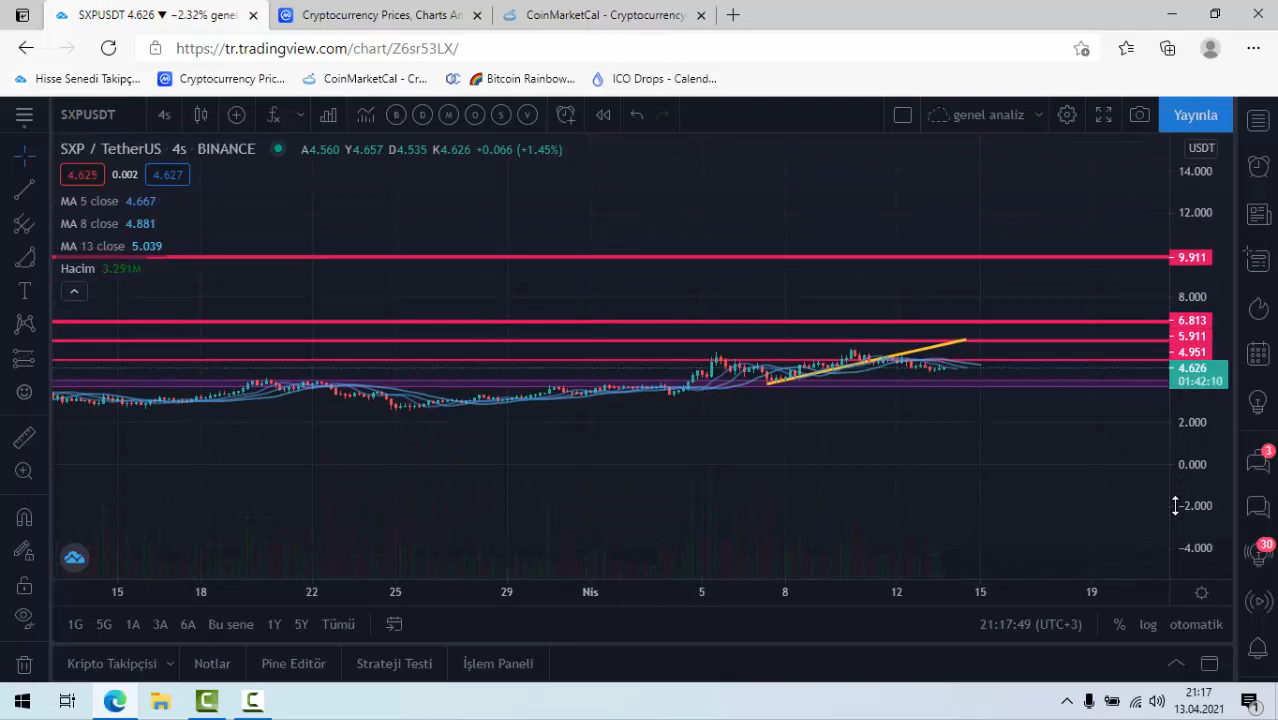 SXPUSDT 4.626 ▼ −2.32% genel
Cryptocurrency Prices, Charts An
CoinMarketCal - Cryptocurrency
https://tr.tradingview.com/chart/Z6sr53LX/
Hisse Senedi Takipç...
Cryptocurrency Pric...
CoinMarketCal - Cr...
Bitcoin Rainbow...
ICO Drops - Calend...
SXPUSDT
4s
B
D
M
O
S
V
genel analiz
Yayınla
SXP / TetherUS 4s BINANCE A4.560 Y4.657 D4.535 K4.626 +0.066 (+1.45%)
USDT
4.625 0.002 4.627
MA 5 close 4.667
MA 8 close 4.881
MA 13 close 5.039
Hacim 3.291M
14.000
12.000
9.911
8.000
6.813
5.911
4.951
4.626
01:42:10
2.000
0.000
−2.000
−4.000
3
30
15 18 22 25 29 Nis 5 8 12 15 19
1G 5G 1A 3A 6A Bu sene 1Y 5Y Tümü
21:17:49 (UTC+3) % log otomatik
Kripto Takipçisi Notlar Pine Editör Strateji Testi İşlem Paneli
21:17
13.04.2021
1